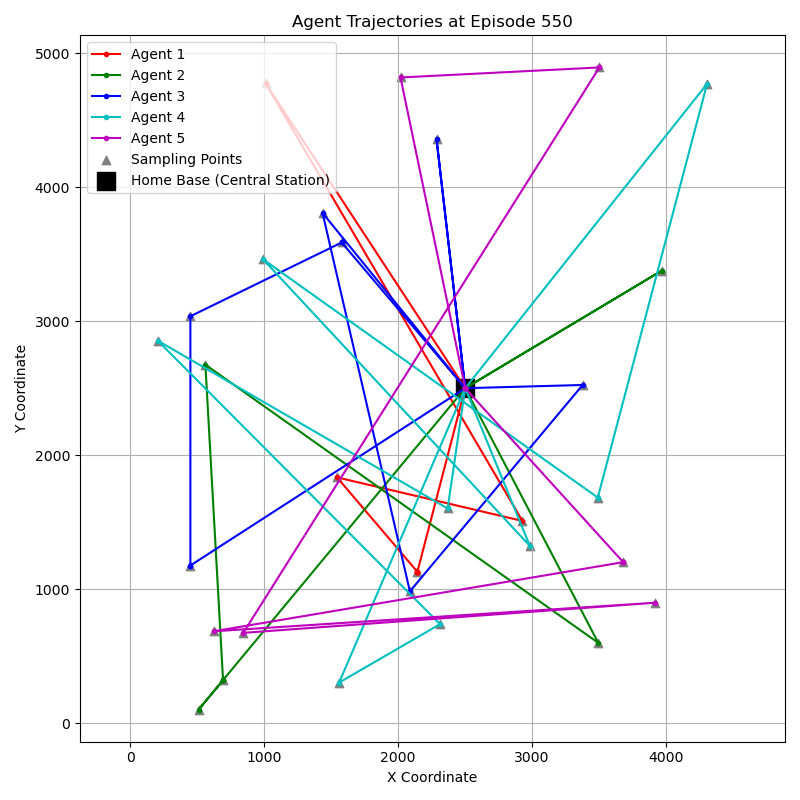 Agent Trajectories at Episode 550
Agent 1
Agent 2
Agent 3
Agent 4
Agent 5
Sampling Points
Home Base (Central Station)
5000
4000
3000
2000
1000
0
Y Coordinate
0 1000 2000 3000 4000
X Coordinate